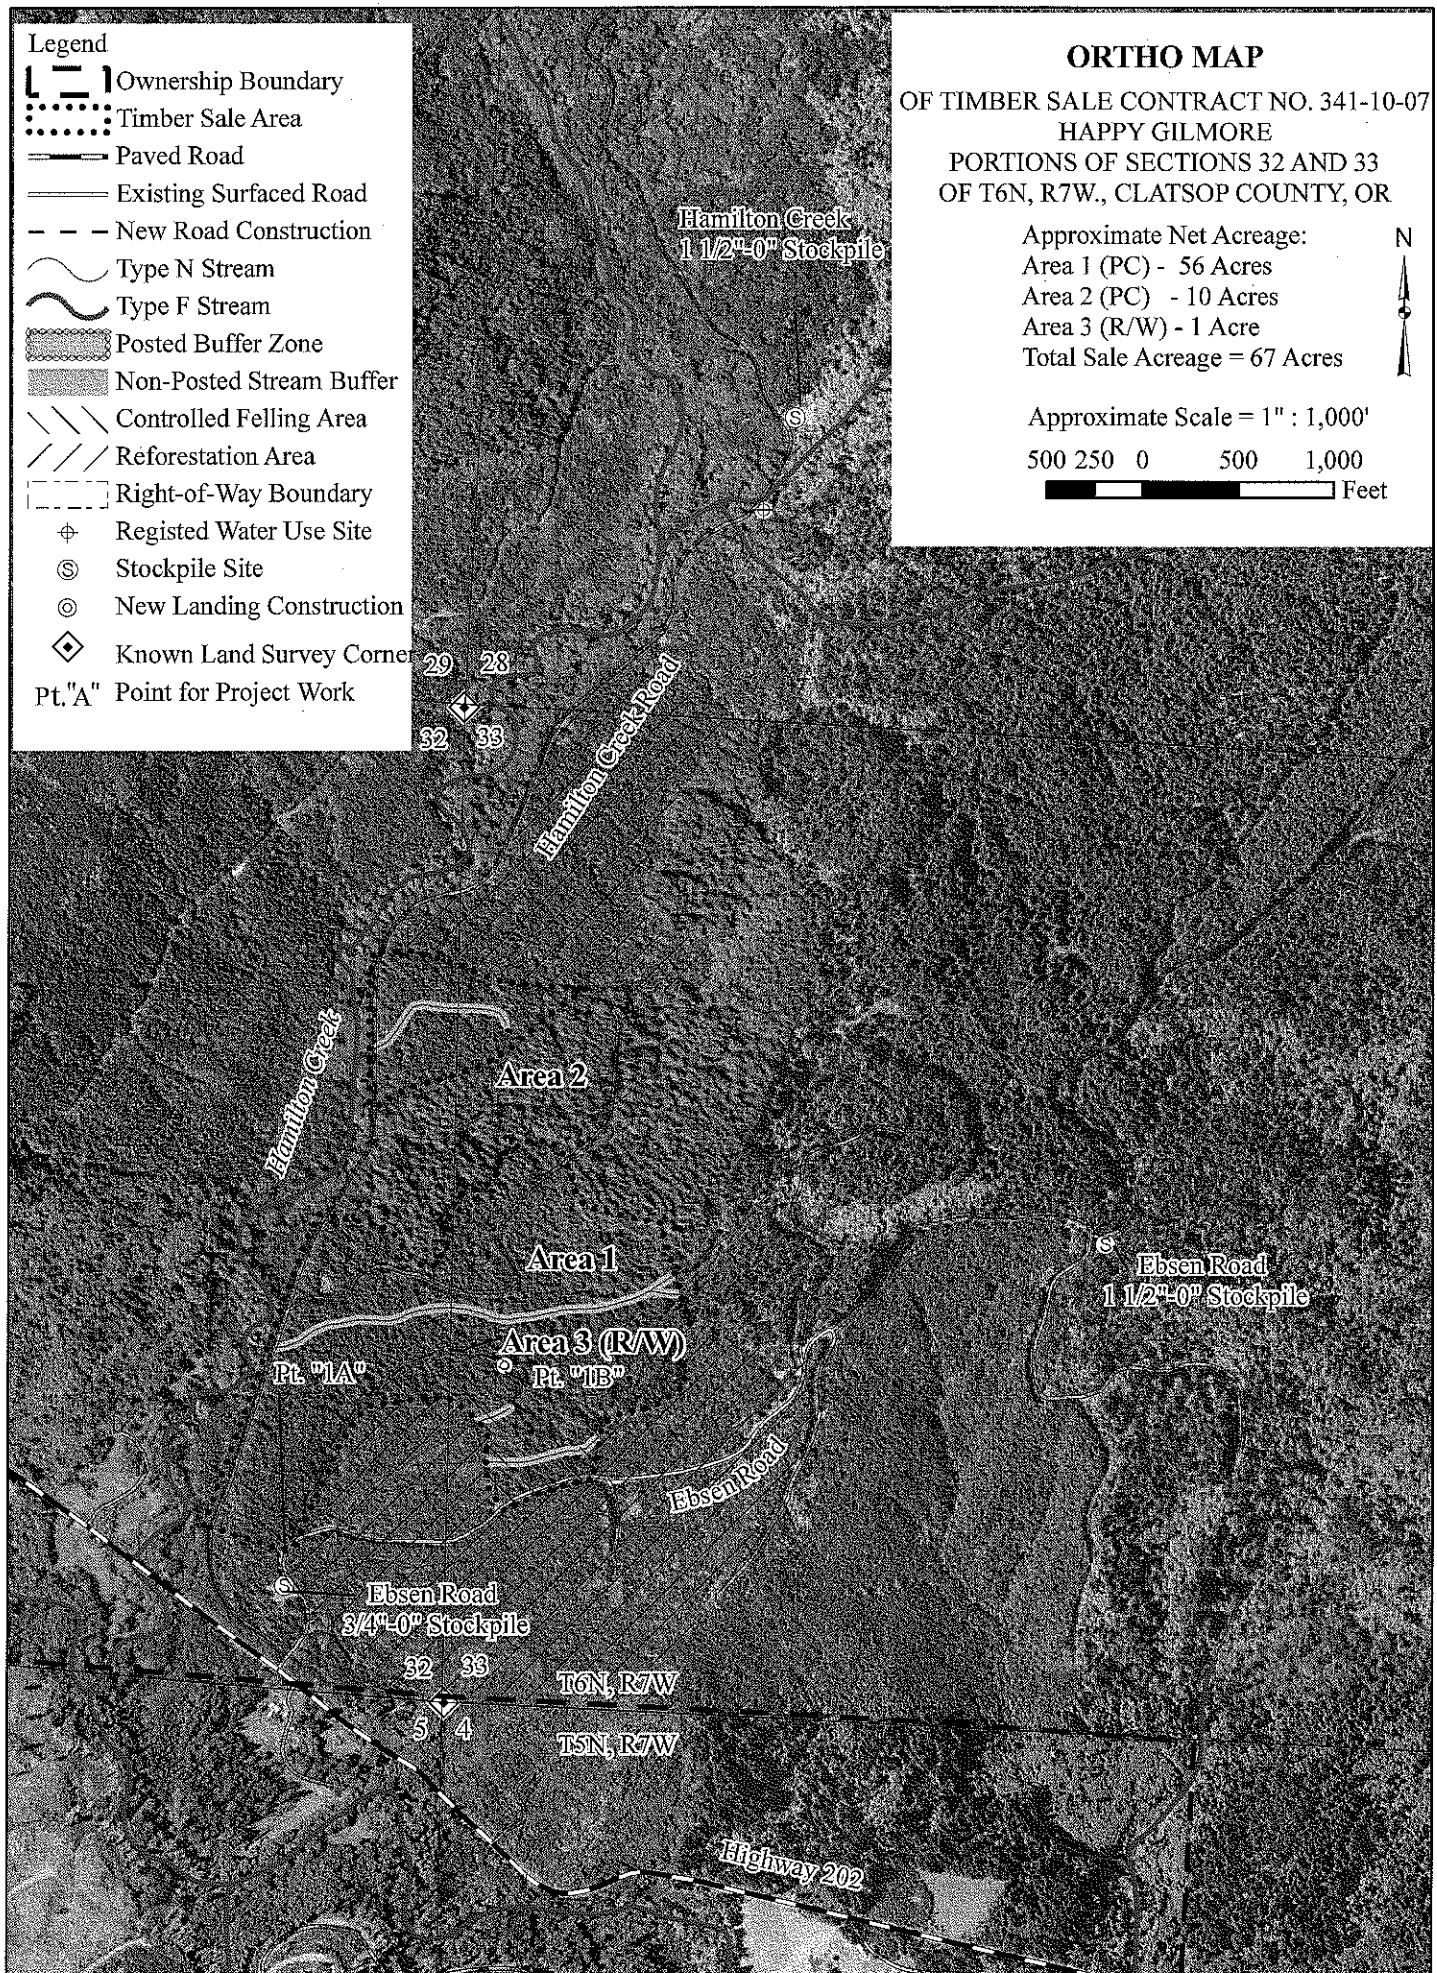 Legend
Ownership Boundary
Timber Sale Area
Paved Road
Existing Surfaced Road
New Road Construction
Type N Stream
Type F Stream
Posted Buffer Zone
Non-Posted Stream Buffer
Controlled Felling Area
Reforestation Area
Right-of-Way Boundary
Registed Water Use Site
Ⓢ Stockpile Site
New Landing Construction
Known Land Survey Corner
Pt."A" Point for Project Work
ORTHO MAP
OF TIMBER SALE CONTRACT NO. 341-10-07
HAPPY GILMORE
PORTIONS OF SECTIONS 32 AND 33
OF T6N, R7W., CLATSOP COUNTY, OR
Approximate Net Acreage:
Area 1 (PC) - 56 Acres
Area 2 (PC) - 10 Acres
Area 3 (R/W) - 1 Acre
Total Sale Acreage = 67 Acres
N
Approximate Scale = 1" : 1,000'
500 250 0 500 1,000
Feet
Hamilton Creek
1 1/2"-0" Stockpile
S
29 28
32 33
Hamilton Creek Road
Hamilton Creek
Area 2
Area 1
S
Ebsen Road
1 1/2"-0" Stockpile
Area 3 (R/W)
Pt. "1A"
Pt. "1B"
Ebsen Road
S
Ebsen Road
3/4"-0" Stockpile
32 33
T6N, R7W
5 4
T5N, R7W
Highway 202